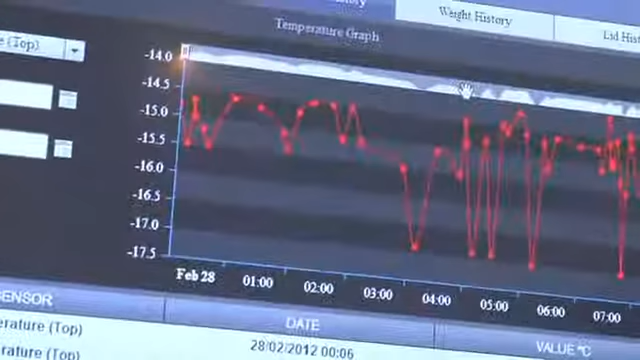 Weight History
Temperature Graph
(Top)
-14.0
-14.5
-15.0
-15.5
-16.0
-16.5
-17.0
-17.5
Feb 28 01:00 02:00 03:00 04:00 05:00 06:00 07:00
DATE VALUE °C
(Top) 28/02/2012 00:06
(Top)